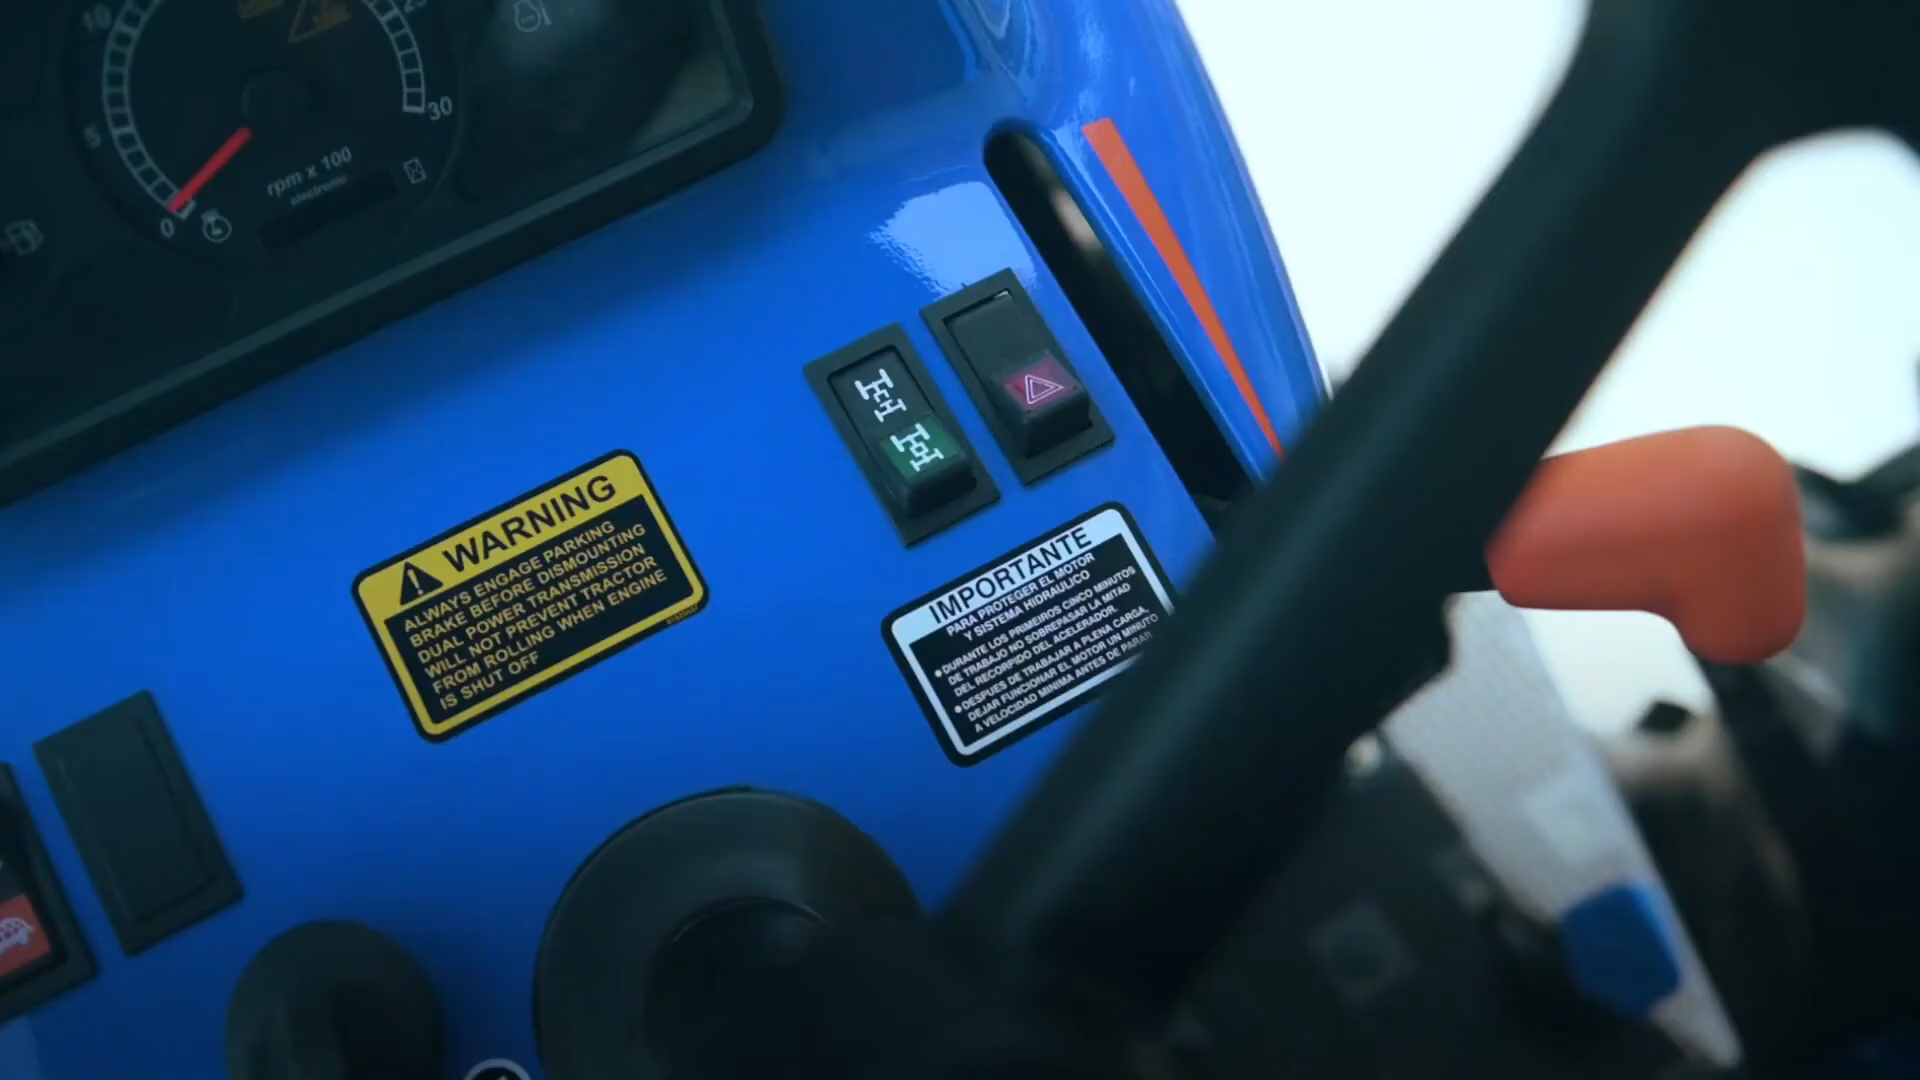 10
25
5
30
0
rpm x 100
electronic
WARNING
ALWAYS ENGAGE PARKING
BRAKE BEFORE DISMOUNTING
DUAL POWER TRANSMISSION
WILL NOT PREVENT TRACTOR
FROM ROLLING WHEN ENGINE
IS SHUT OFF
IMPORTANTE
PARA PROTEGER EL MOTOR
Y SISTEMA HIDRAULICO
● DURANTE LOS PRIMEIROS CINCO MINUTOS
DE TRABAJO NO SOBREPASAR LA MITAD
DEL RECORPIDO DEL ACELERADOR.
● DESPUES DE TRABAJAR A PLENA CARGA,
DEJAR FUNCIONAR EL MOTOR UN MINUTO
A VELOCIDAD MINIMA ANTES DE PARAR